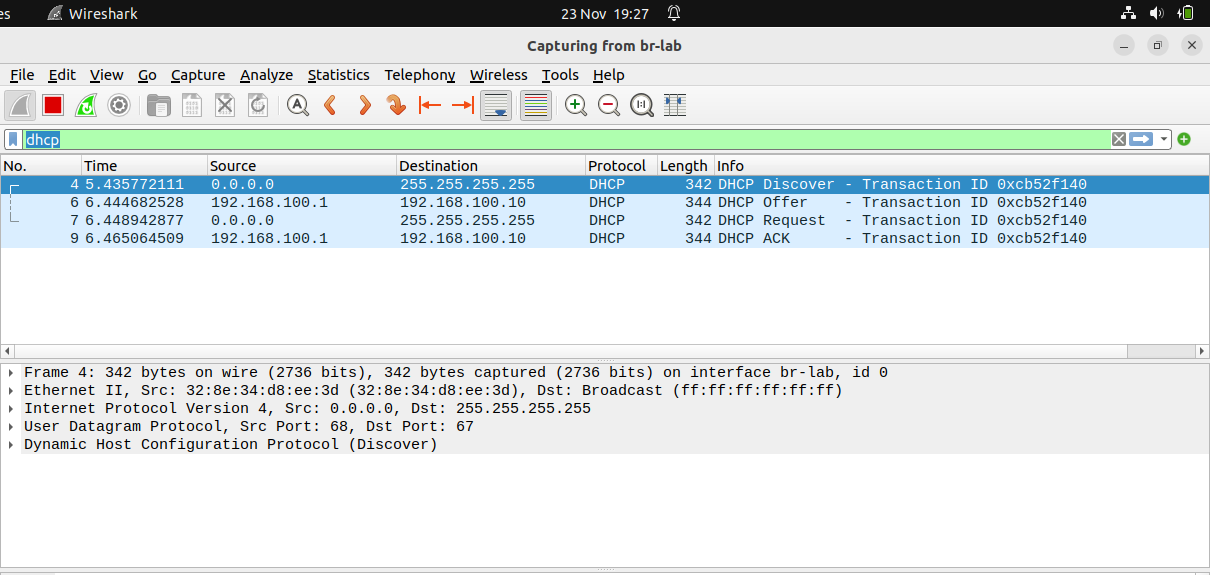 es Wireshark 23 Nov 19:27
Capturing from br-lab
File Edit View Go Capture Analyze Statistics Telephony Wireless Tools Help
dhcp
No. Time Source Destination Protocol Length Info
4 5.435772111 0.0.0.0 255.255.255.255 DHCP 342 DHCP Discover - Transaction ID 0xcb52f140
6 6.444682528 192.168.100.1 192.168.100.10 DHCP 344 DHCP Offer - Transaction ID 0xcb52f140
7 6.448942877 0.0.0.0 255.255.255.255 DHCP 342 DHCP Request - Transaction ID 0xcb52f140
9 6.465064509 192.168.100.1 192.168.100.10 DHCP 344 DHCP ACK - Transaction ID 0xcb52f140
Frame 4: 342 bytes on wire (2736 bits), 342 bytes captured (2736 bits) on interface br-lab, id 0
Ethernet II, Src: 32:8e:34:d8:ee:3d (32:8e:34:d8:ee:3d), Dst: Broadcast (ff:ff:ff:ff:ff:ff)
Internet Protocol Version 4, Src: 0.0.0.0, Dst: 255.255.255.255
User Datagram Protocol, Src Port: 68, Dst Port: 67
Dynamic Host Configuration Protocol (Discover)